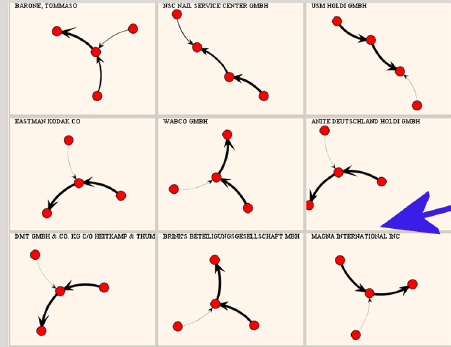 BARONE, TOMMASO
NSC NAIL SERVICE CENTER GMBH
USM HOLDI GMBH
EASTMAN KODAK CO
WABCO GMBH
ANITE DEUTSCHLAND HOLDI GMBH
DMT GMBH & CO. KG C/O HEITKAMP & THUM
BRINK'S BETEILIGUNGSGESELLSCHAFT MBH
MAGNA INTERNATIONAL INC